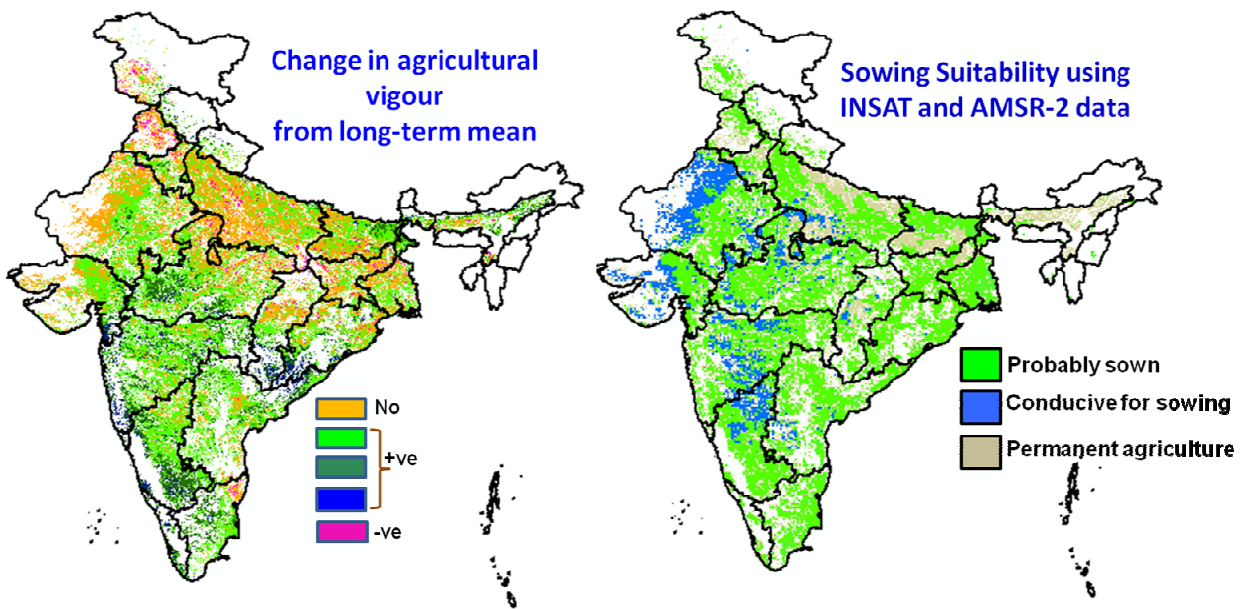 Change in agricultural
vigour
from long-term mean
No
+ve
-ve
Sowing Suitability using
INSAT and AMSR-2 data
Probably sown
Conducive for sowing
Permanent agriculture